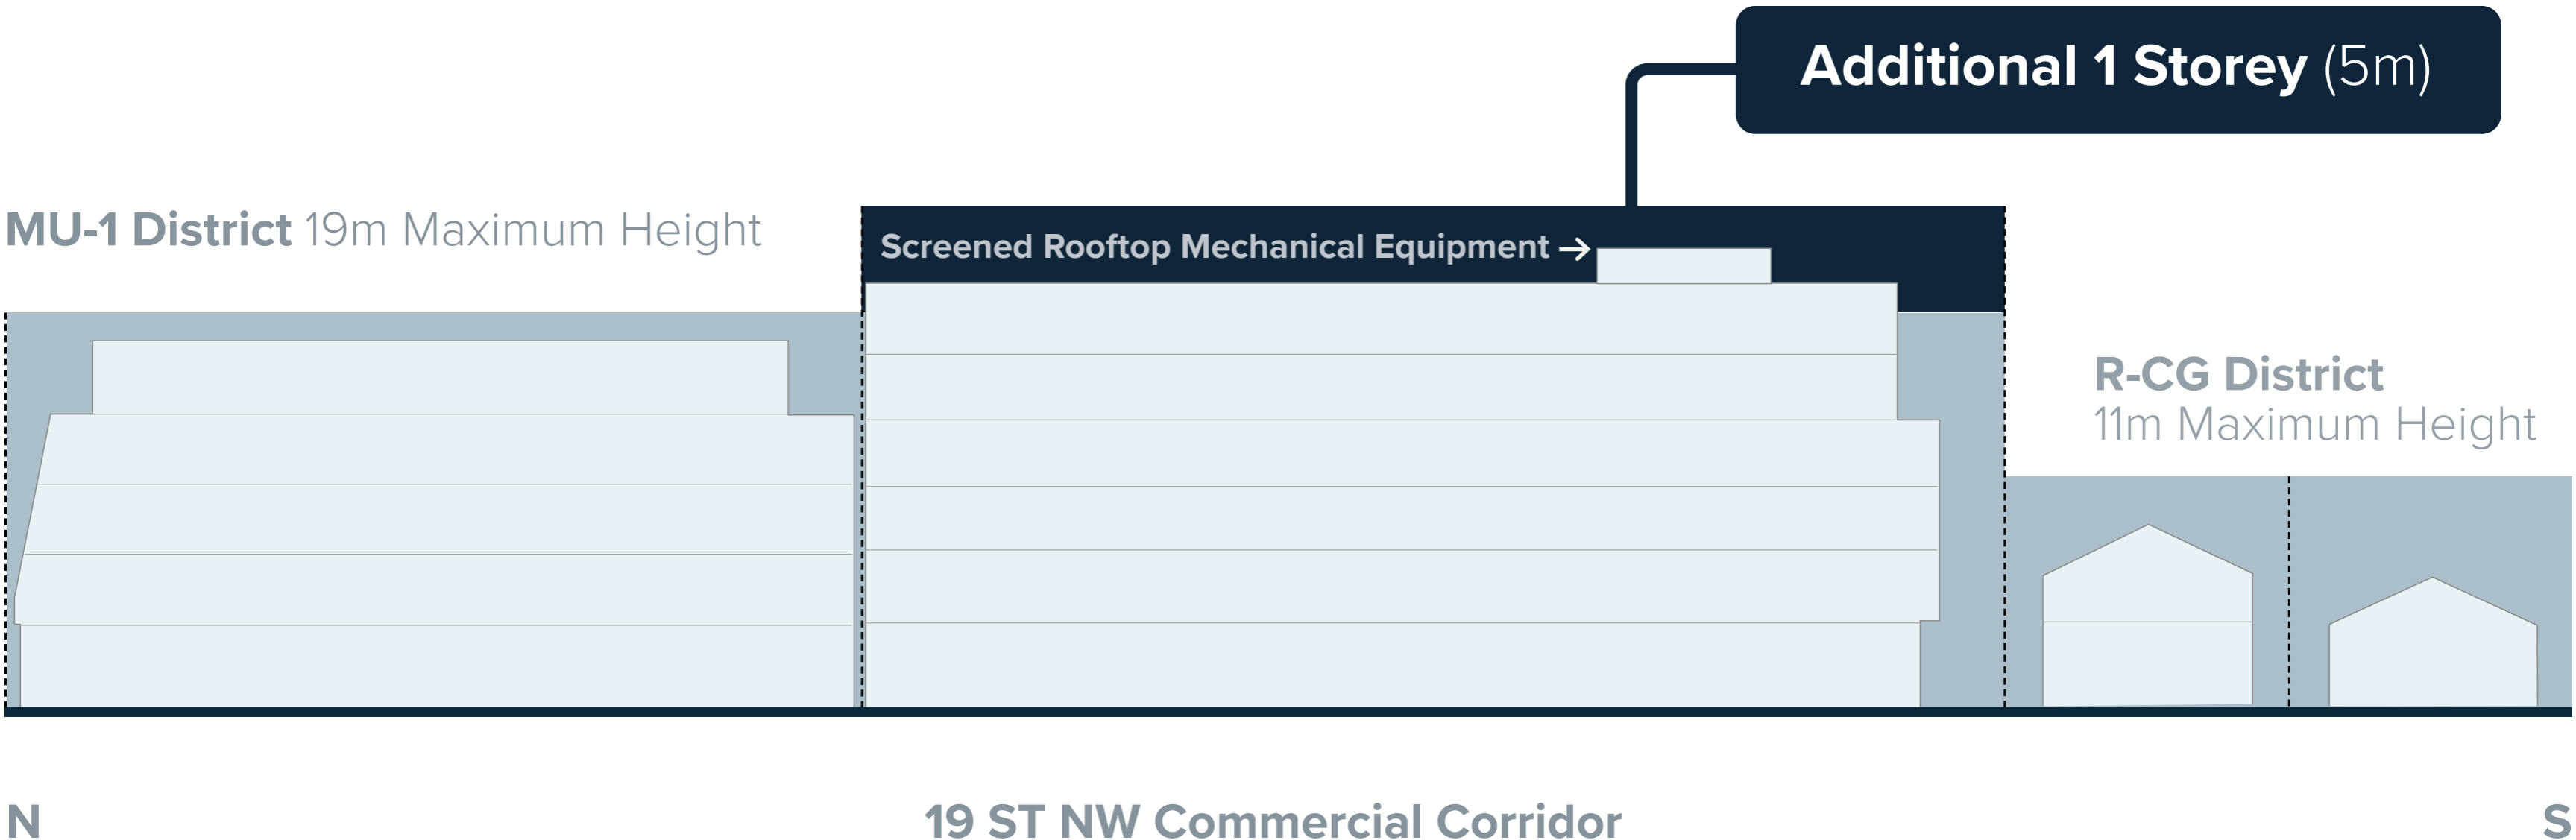 Additional 1 Storey (5m)
MU-1 District 19m Maximum Height
Screened Rooftop Mechanical Equipment →
R-CG District
11m Maximum Height
N
19 ST NW Commercial Corridor
S